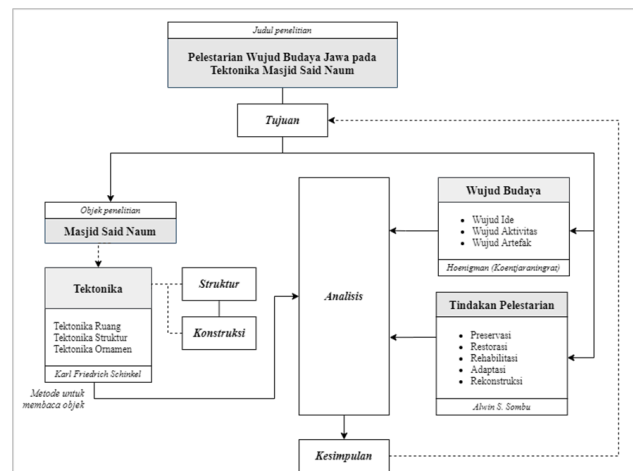 Judul penelitian
Pelestarian Wujud Budaya Jawa pada
Tektonika Masjid Said Naum
Tujuan
Objek penelitian
Masjid Said Naum
Tektonika
Tektonika Ruang
Tektonika Struktur
Tektonika Ornamen
Karl Friedrich Schinkel
Metode untuk
membaca objek
Struktur
Konstruksi
Analisis
Wujud Budaya
Wujud Ide
Wujud Aktivitas
Wujud Artefak
Hoenigman (Koentjaraningrat)
Tindakan Pelestarian
Preservasi
Restorasi
Rehabilitasi
Adaptasi
Rekonstruksi
Alwin S. Sombu
Kesimpulan